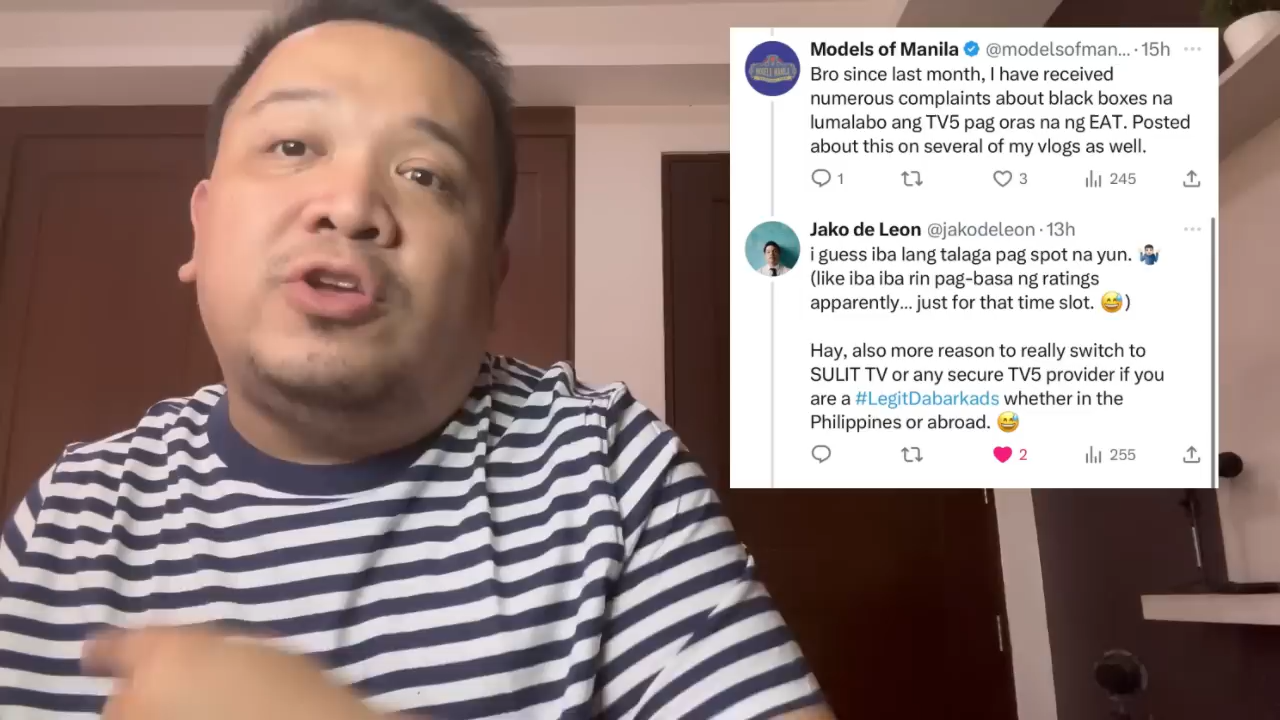 Models of Manila @modelsofman... · 15h
Bro since last month, I have received
numerous complaints about black boxes na
lumalabo ang TV5 pag oras na ng EAT. Posted
about this on several of my vlogs as well.
1 3 245
Jako de Leon @jakodeleon · 13h
i guess iba lang talaga pag spot na yun. 🤷🏻‍♂️
(like iba iba rin pag-basa ng ratings
apparently... just for that time slot. 😅)
Hay, also more reason to really switch to
SULIT TV or any secure TV5 provider if you
are a #LegitDabarkads whether in the
Philippines or abroad. 😅
2 255